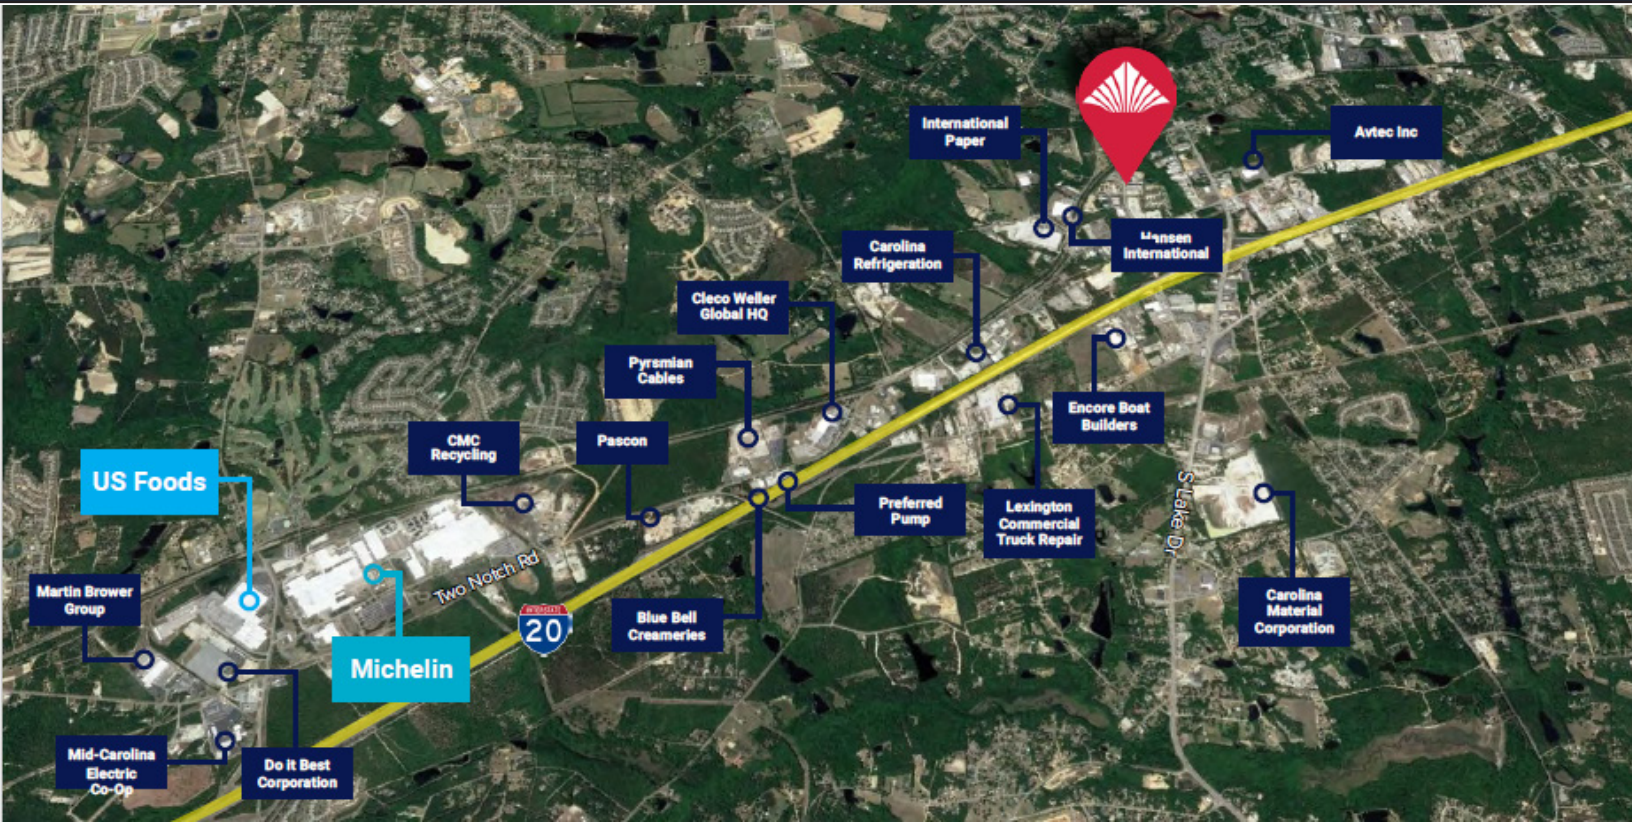 International
Paper
Avtec Inc
Hansen
International
Carolina
Refrigeration
Cleco Weller
Global HQ
Pyrsmian
Cables
CMC
Recycling
Pascon
Encore Boat
Builders
US Foods
Preferred
Pump
Lexington
Commercial
Truck Repair
S Lake Dr
Two Notch Rd
Martin Brower
Group
INTERSTATE
20
Blue Bell
Creameries
Carolina
Material
Corporation
Michelin
Mid-Carolina
Electric
Co-Op
Do it Best
Corporation